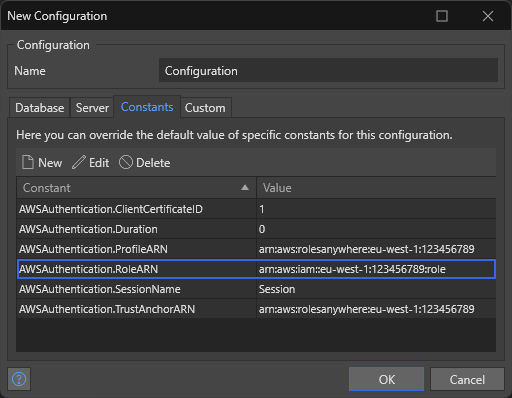 New Configuration
Configuration
Name Configuration
Database Server Constants Custom
Here you can override the default value of specific constants for this configuration.
New Edit Delete
Constant Value
AWSAuthentication.ClientCertificateID 1
AWSAuthentication.Duration 0
AWSAuthentication.ProfileARN arn:aws:rolesanywhere:eu-west-1:123456789
AWSAuthentication.RoleARN arn:aws:iam::eu-west-1:123456789:role
AWSAuthentication.SessionName Session
AWSAuthentication.TrustAnchorARN arn:aws:rolesanywhere:eu-west-1:123456789
? OK Cancel